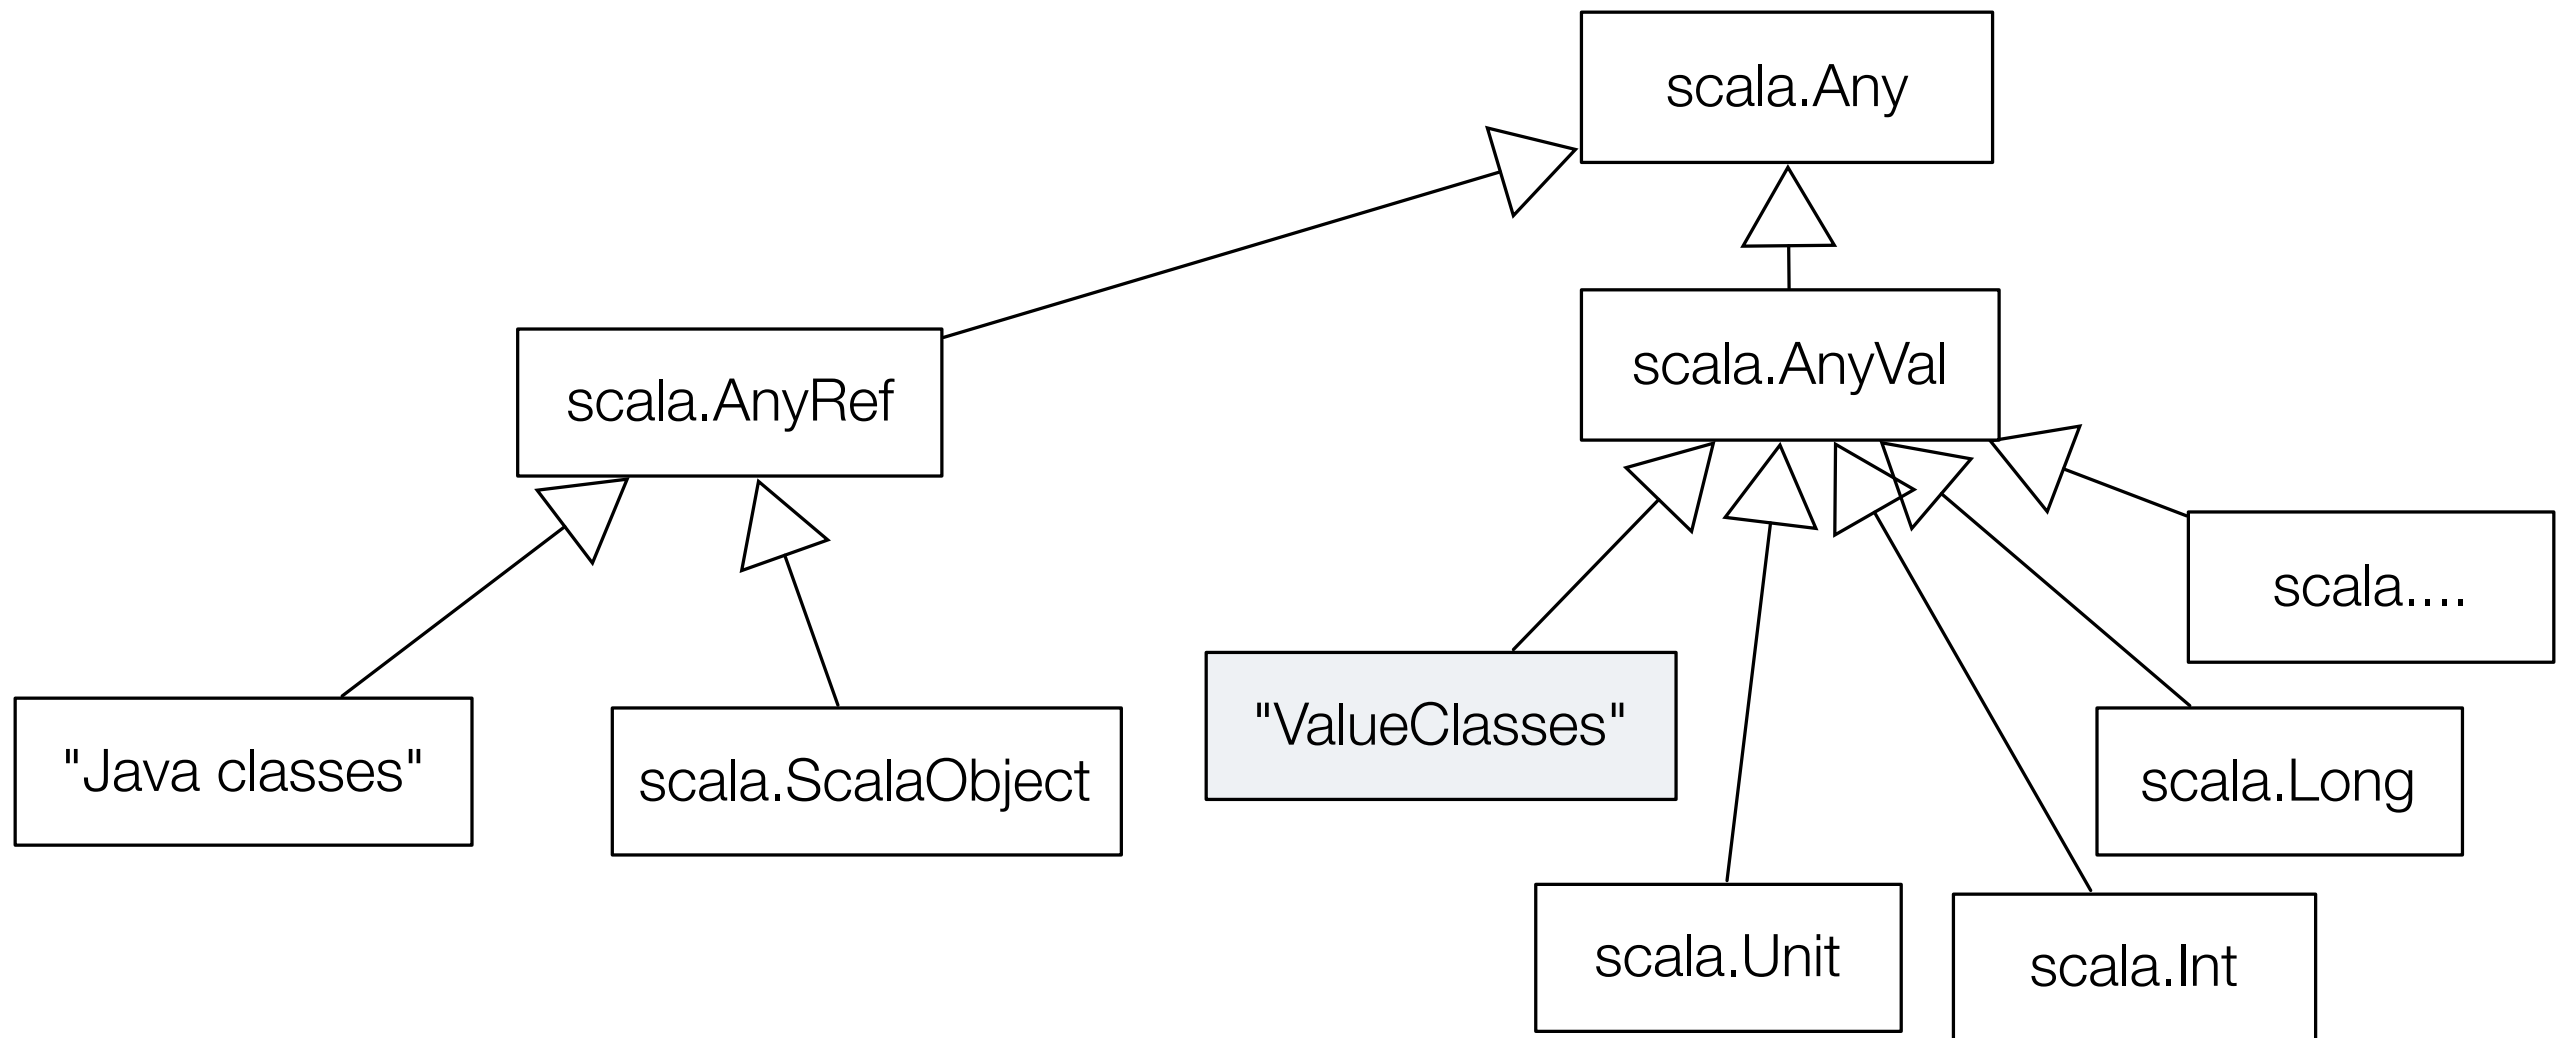 scala.Any
scala.AnyVal
scala.AnyRef
scala....
"ValueClasses"
"Java classes"
scala.ScalaObject
scala.Long
scala.Unit
scala.Int